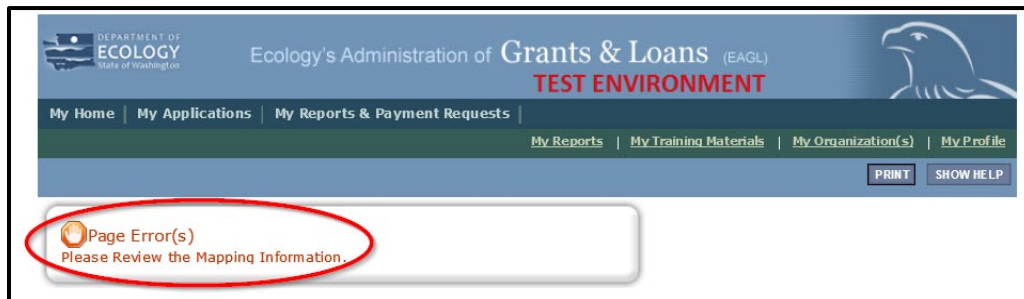 DEPARTMENT OF
ECOLOGY
State of Washington
Ecology's Administration of Grants & Loans (EAGL)
TEST ENVIRONMENT
My Home | My Applications | My Reports & Payment Requests |
My Reports | My Training Materials | My Organization(s) | My Profile
PRINT SHOW HELP
Page Error(s)
Please Review the Mapping Information.